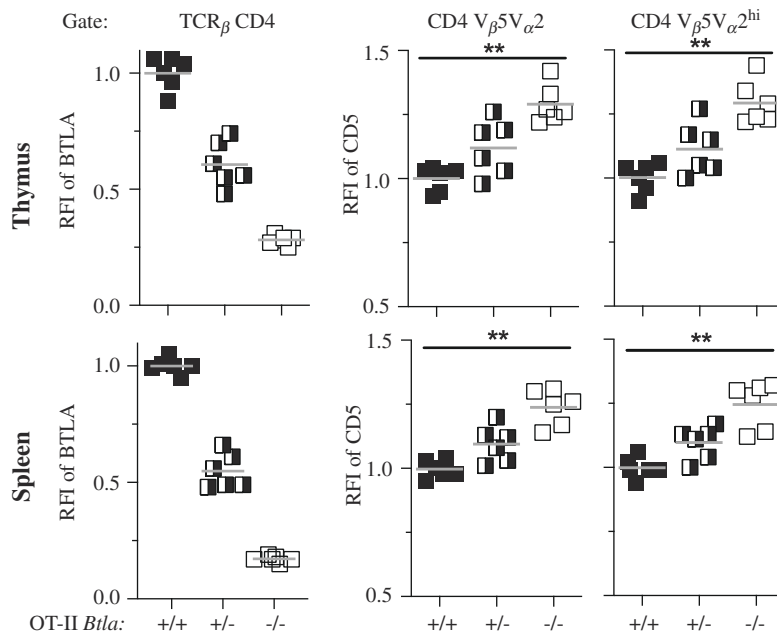 Gate: TCRβ CD4 CD4 Vβ5Vα2 CD4 Vβ5Vα2hi
Thymus
RFI of BTLA
1.0
0.5
0.0
RFI of CD5
1.5
1.0
0.5
**
**
Spleen
RFI of BTLA
1.0
0.5
0.0
RFI of CD5
1.5
1.0
0.5
**
**
OT-II Btla: +/+ +/- -/- +/+ +/- -/- +/+ +/- -/-